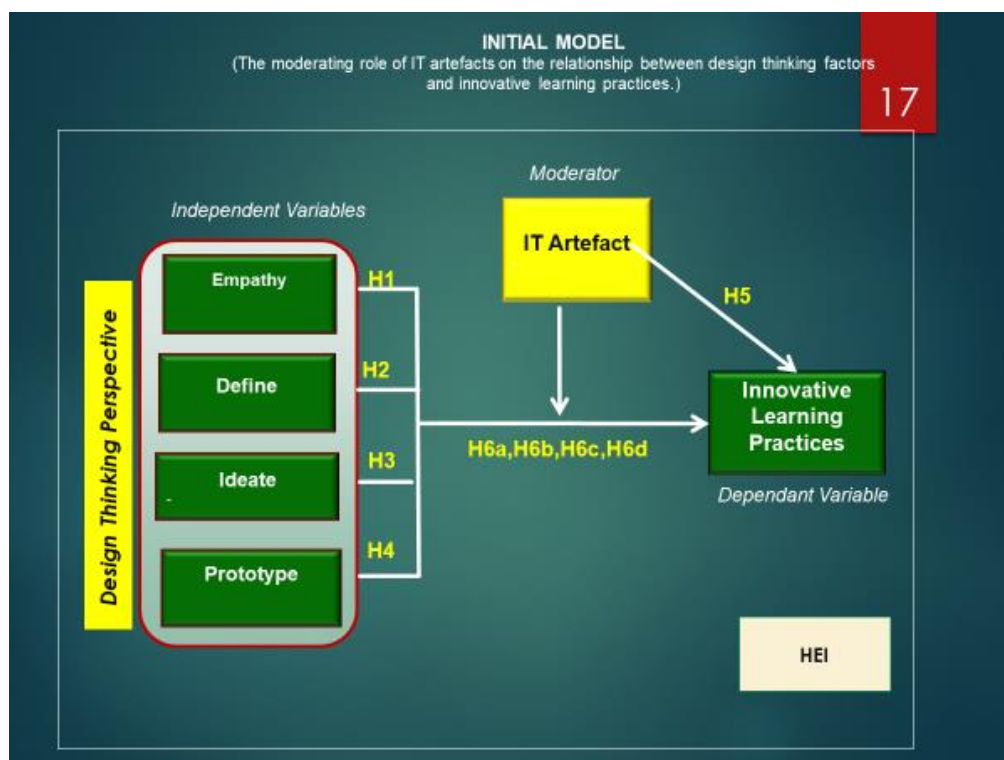 INITIAL MODEL
(The moderating role of IT artefacts on the relationship between design thinking factors
and innovative learning practices.)
17
Moderator
Independent Variables
IT Artefact
Empathy
H1
H5
Design Thinking Perspective
Define
H2
Innovative
Learning
Practices
H6a,H6b,H6c,H6d
Ideate
-
H3
Dependant Variable
Prototype
H4
HEI